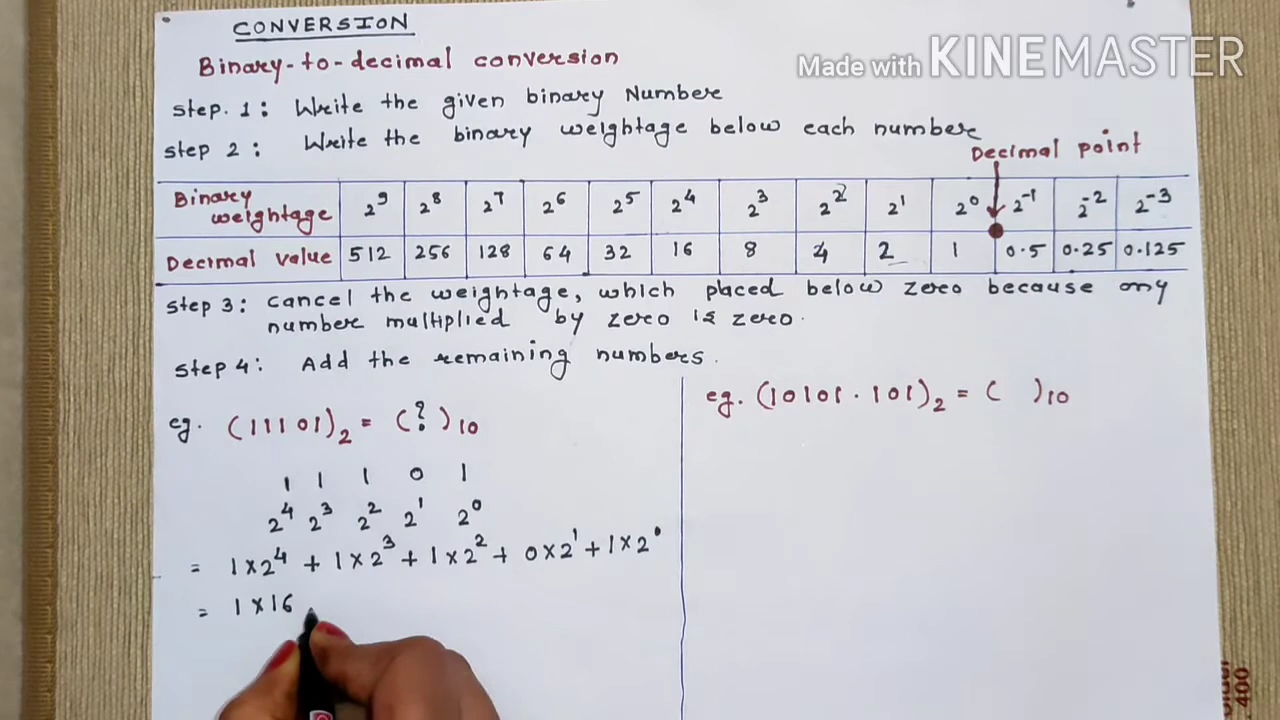 CONVERSION
Made with KINEMASTER
Binary-to-decimal conversion
Step.1: Write the given binary Number
Step 2: Write the binary weightage below each number
Decimal point
Binary weightage 2^9 2^8 2^7 2^6 2^5 2^4 2^3 2^2 2^1 2^0 2^-1 2^-2 2^-3
Decimal value 512 256 128 64 32 16 8 4 2 1 0.5 0.25 0.125
Step 3: cancel the weightage, which placed below zero because any
number multiplied by zero is zero.
Step 4: Add the remaining numbers.
eg. (11101)₂ = (?)₁₀
1 1 1 0 1
2^4 2^3 2^2 2^1 2^0
= 1×2^4 + 1×2^3 + 1×2^2 + 0×2^1 + 1×2^0
= 1×16
eg. (10101.101)₂ = ( )₁₀
400